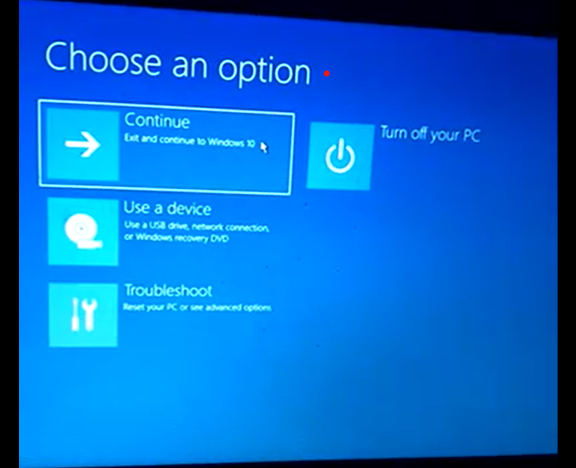 Choose an option
Continue
Exit and continue to Windows 10
Turn off your PC
Use a device
Use a USB drive, network connection,
or Windows recovery DVD
Troubleshoot
Reset your PC or see advanced options